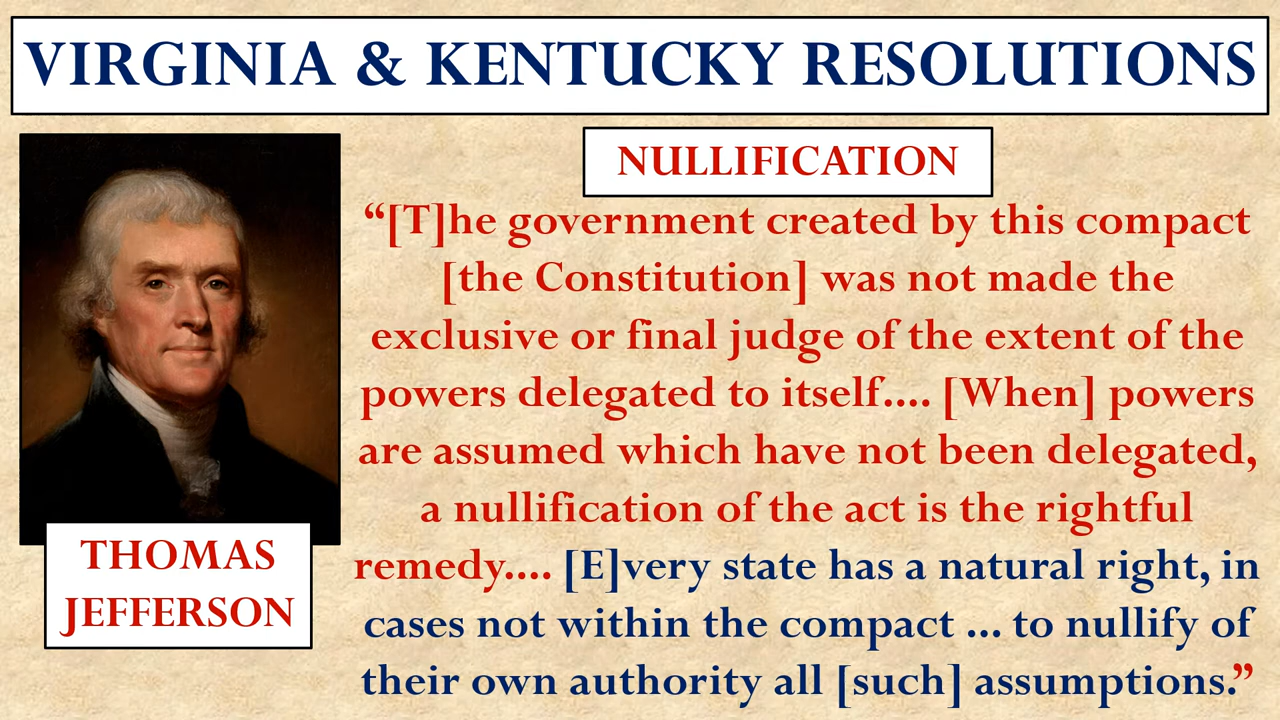 VIRGINIA & KENTUCKY RESOLUTIONS
NULLIFICATION
“[T]he government created by this compact
[the Constitution] was not made the
exclusive or final judge of the extent of the
powers delegated to itself.... [When] powers
are assumed which have not been delegated,
a nullification of the act is the rightful
remedy.... [E]very state has a natural right, in
cases not within the compact ... to nullify of
their own authority all [such] assumptions.”
THOMAS
JEFFERSON